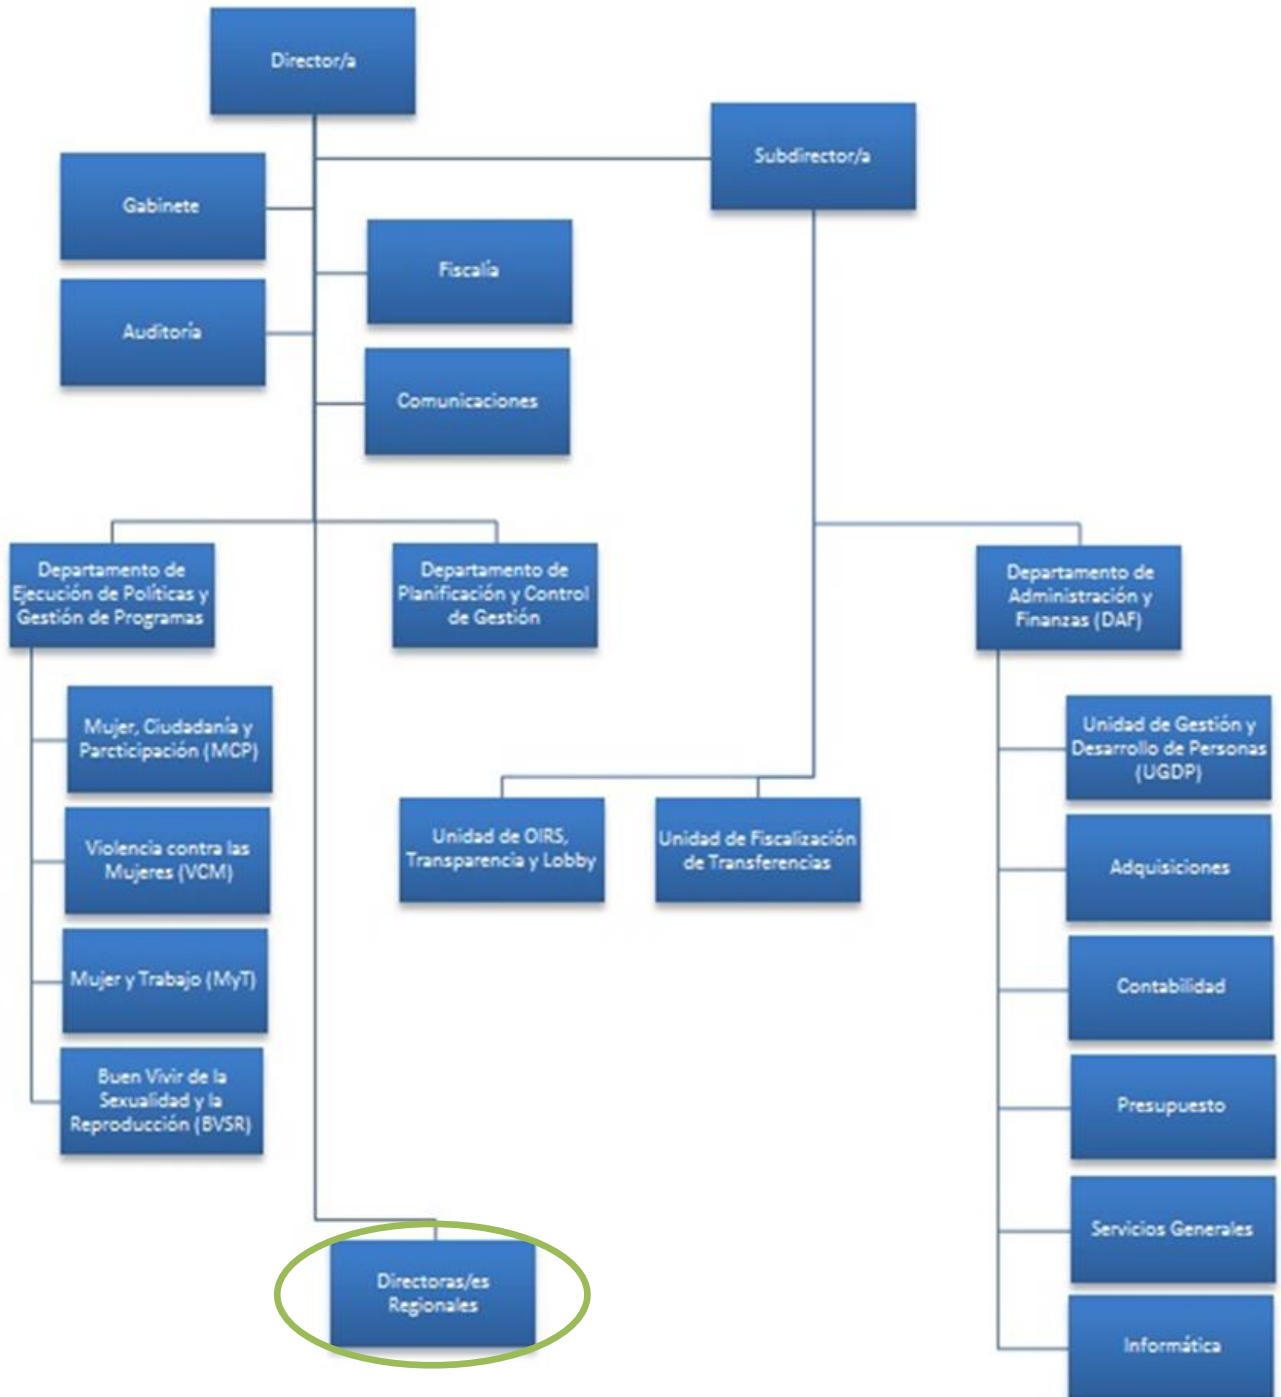 Director/a
Subdirector/a
Gabinete
Fiscalía
Auditoría
Comunicaciones
Departamento de
Ejecución de Políticas y
Gestión de Programas
Departamento de
Planificación y Control
de Gestión
Departamento de
Administración y
Finanzas (DAF)
Mujer, Ciudadanía y
Parcticipación (MCP)
Violencia contra las
Mujeres (VCM)
Mujer y Trabajo (MyT)
Buen Vivir de la
Sexualidad y la
Reproducción (BVSR)
Unidad de OIRS,
Transparencia y Lobby
Unidad de Fiscalización
de Transferencias
Unidad de Gestión y
Desarrollo de Personas
(UGDP)
Adquisiciones
Contabilidad
Presupuesto
Servicios Generales
Informática
Directoras/es
Regionales